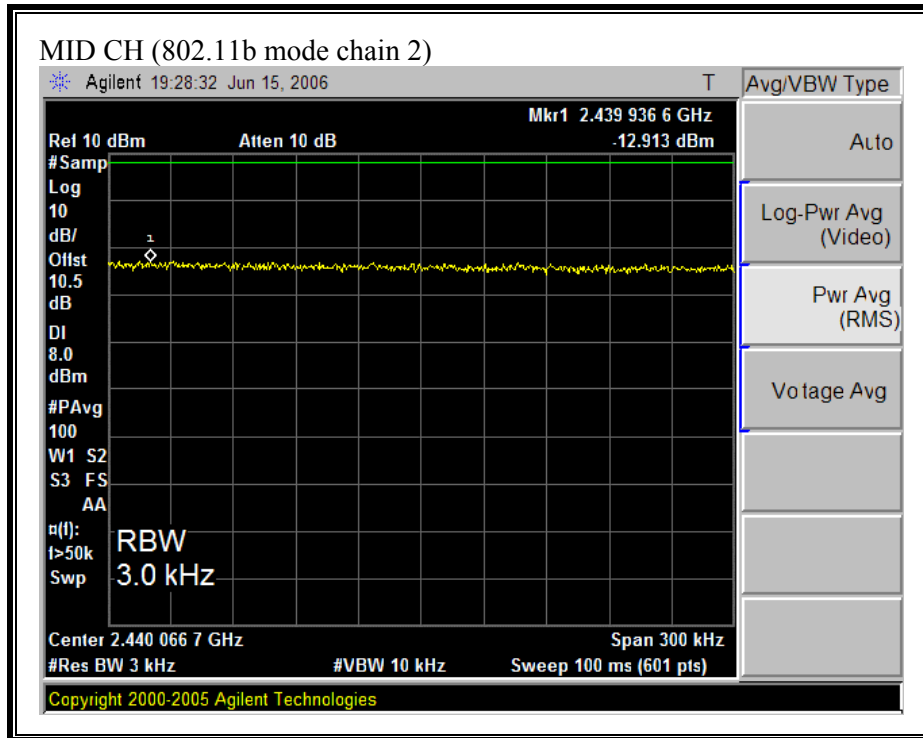 MID CH (802.11b mode chain 2)
Agilent 19:28:32 Jun 15, 2006 T
Mkr1 2.439 936 6 GHz
Ref 10 dBm Atten 10 dB -12.913 dBm
#Samp
Log
10
dB/
1
Offst
10.5
dB
DI
8.0
dBm
#PAvg
100
W1 S2
S3 FS
AA
¤(f):
f>50k
Swp
RBW
3.0 kHz
Center 2.440 066 7 GHz Span 300 kHz
#Res BW 3 kHz #VBW 10 kHz Sweep 100 ms (601 pts)
Copyright 2000-2005 Agilent Technologies
Avg/VBW Type
Auto
Log-Pwr Avg
(Video)
Pwr Avg
(RMS)
Voltage Avg